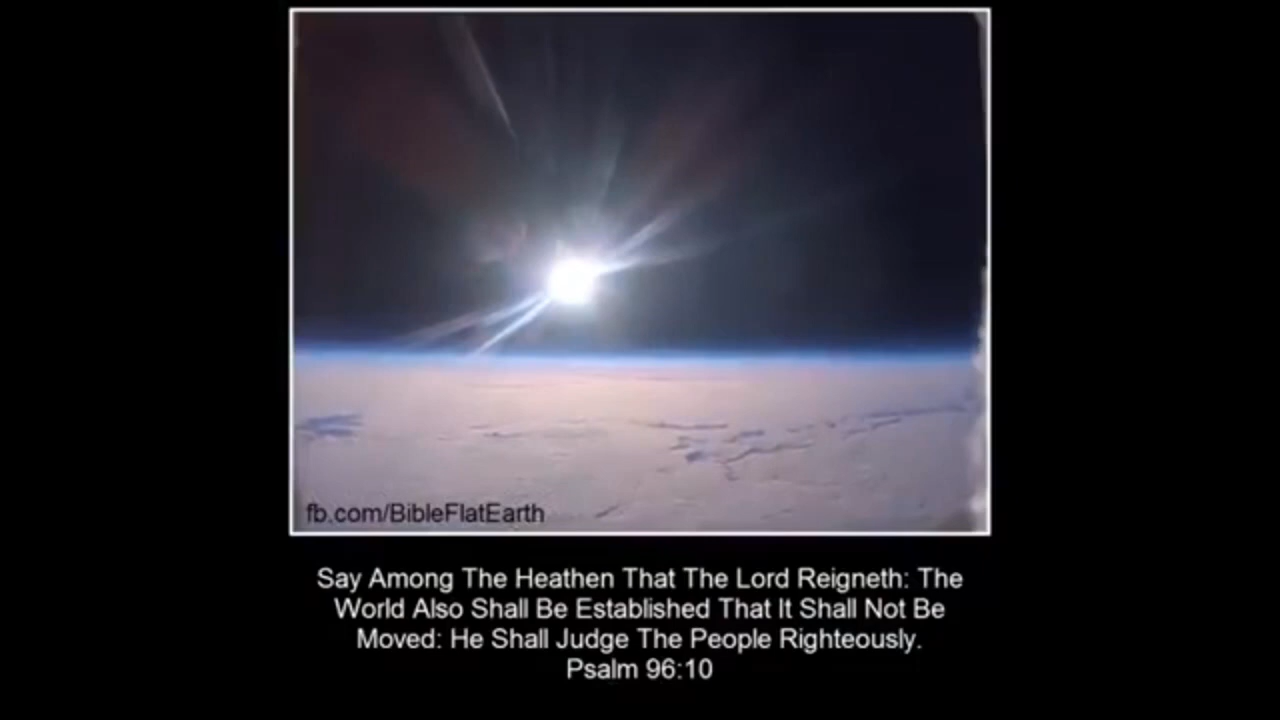 fb.com/BibleFlatEarth
Say Among The Heathen That The Lord Reigneth: The
World Also Shall Be Established That It Shall Not Be
Moved: He Shall Judge The People Righteously.
Psalm 96:10